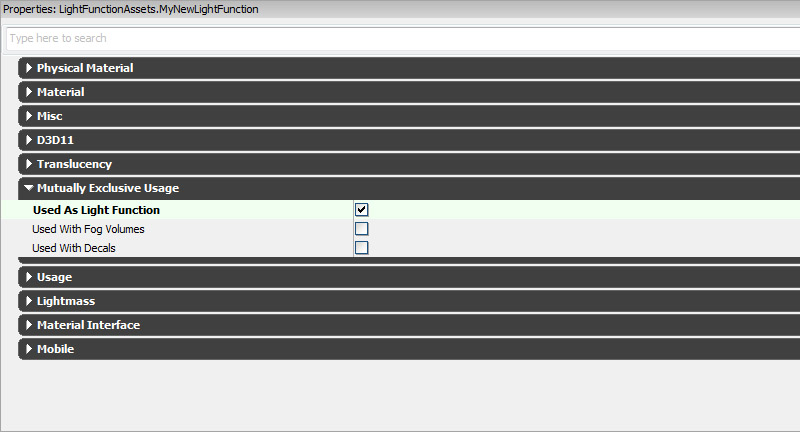 Properties: LightFunctionAssets.MyNewLightFunction
Type here to search
Physical Material
Material
Misc
D3D11
Translucency
Mutually Exclusive Usage
Used As Light Function
Used With Fog Volumes
Used With Decals
Usage
Lightmass
Material Interface
Mobile